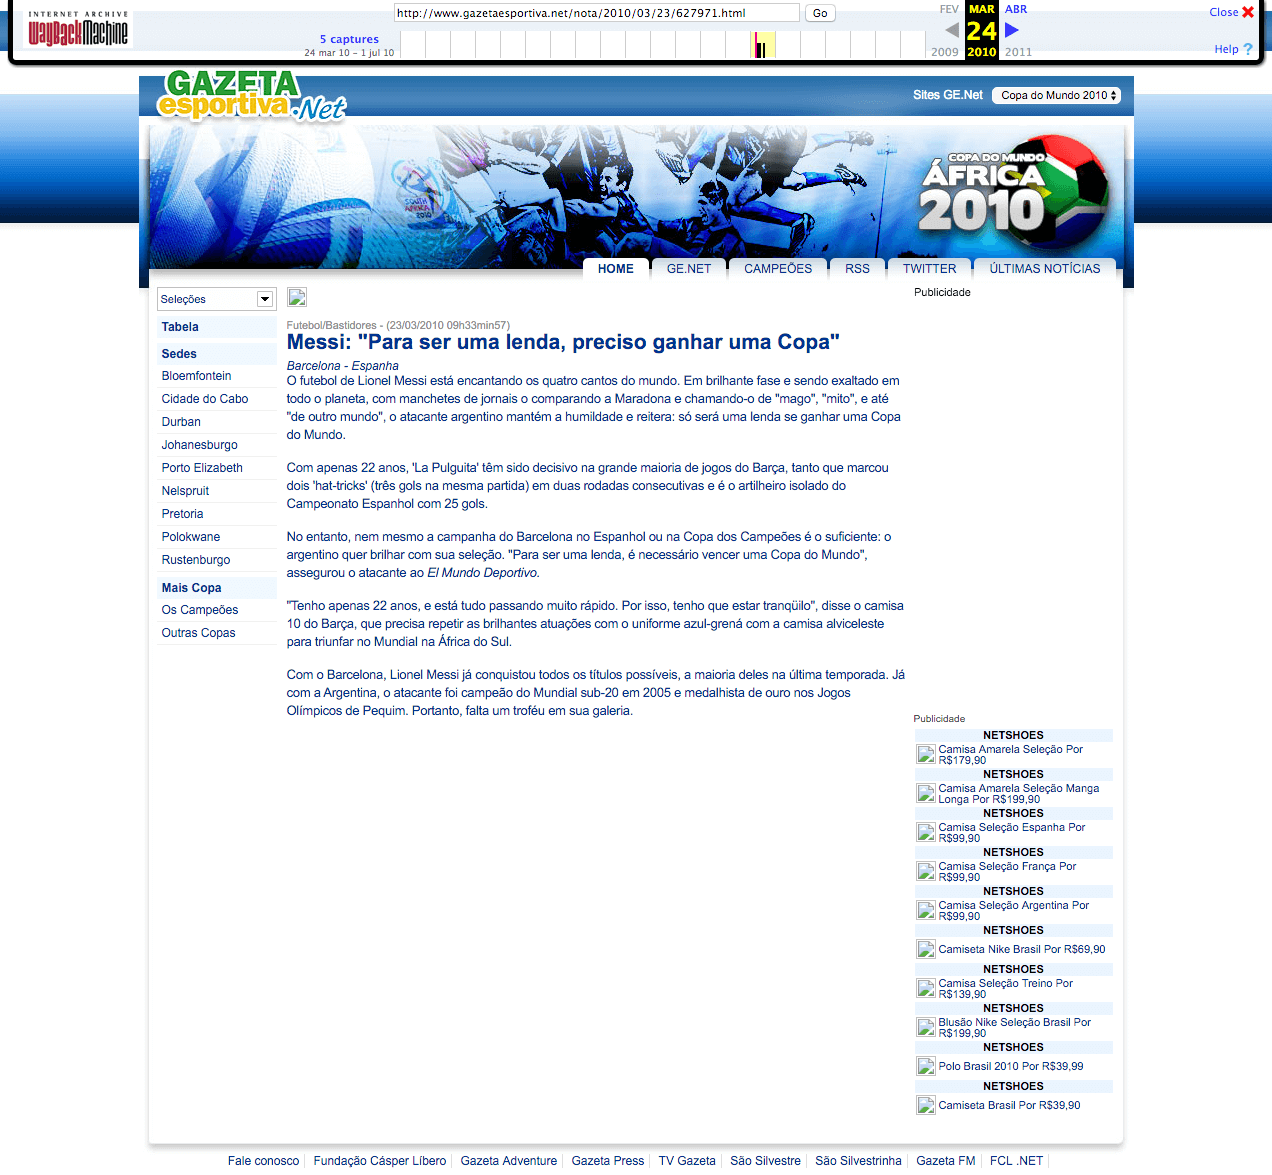 INTERNET ARCHIVE
WayBackMachine
http://www.gazetaesportiva.net/nota/2010/03/23/627971.html
Go
FEV
MAR
ABR
Close
5 captures
24
24 mar 10 – 1 jul 10
2009
2010
2011
Help ?
GAZETA
esportiva.Net
Sites GE.Net
Copa do Mundo 2010
SOUTH AFRICA
2010
COPA DO MUNDO
ÁFRICA
2010
HOME
GE.NET
CAMPEÕES
RSS
TWITTER
ÚLTIMAS NOTÍCIAS
Seleções
Tabela
Sedes
Bloemfontein
Cidade do Cabo
Durban
Johanesburgo
Porto Elizabeth
Nelspruit
Pretoria
Polokwane
Rustenburgo
Mais Copa
Os Campeões
Outras Copas
Futebol/Bastidores - (23/03/2010 09h33min57)
Messi: "Para ser uma lenda, preciso ganhar uma Copa"
Barcelona - Espanha
O futebol de Lionel Messi está encantando os quatro cantos do mundo. Em brilhante fase e sendo exaltado em
todo o planeta, com manchetes de jornais o comparando a Maradona e chamando-o de "mago", "mito", e até
"de outro mundo", o atacante argentino mantém a humildade e reitera: só será uma lenda se ganhar uma Copa
do Mundo.
Com apenas 22 anos, 'La Pulguita' têm sido decisivo na grande maioria de jogos do Barça, tanto que marcou
dois 'hat-tricks' (três gols na mesma partida) em duas rodadas consecutivas e é o artilheiro isolado do
Campeonato Espanhol com 25 gols.
No entanto, nem mesmo a campanha do Barcelona no Espanhol ou na Copa dos Campeões é o suficiente: o
argentino quer brilhar com sua seleção. "Para ser uma lenda, é necessário vencer uma Copa do Mundo",
assegurou o atacante ao El Mundo Deportivo.
"Tenho apenas 22 anos, e está tudo passando muito rápido. Por isso, tenho que estar tranqüilo", disse o camisa
10 do Barça, que precisa repetir as brilhantes atuações com o uniforme azul-grená com a camisa alviceleste
para triunfar no Mundial na África do Sul.
Com o Barcelona, Lionel Messi já conquistou todos os títulos possíveis, a maioria deles na última temporada. Já
com a Argentina, o atacante foi campeão do Mundial sub-20 em 2005 e medalhista de ouro nos Jogos
Olímpicos de Pequim. Portanto, falta um troféu em sua galeria.
Publicidade
Publicidade
NETSHOES
Camisa Amarela Seleção Por
R$179,90
NETSHOES
Camisa Amarela Seleção Manga
Longa Por R$199,90
NETSHOES
Camisa Seleção Espanha Por
R$99,90
NETSHOES
Camisa Seleção França Por
R$99,90
NETSHOES
Camisa Seleção Argentina Por
R$99,90
NETSHOES
Camiseta Nike Brasil Por R$69,90
NETSHOES
Camisa Seleção Treino Por
R$139,90
NETSHOES
Blusão Nike Seleção Brasil Por
R$199,90
NETSHOES
Polo Brasil 2010 Por R$39,99
NETSHOES
Camiseta Brasil Por R$39,90
Fale conosco
Fundação Cásper Líbero
Gazeta Adventure
Gazeta Press
TV Gazeta
São Silvestre
São Silvestrinha
Gazeta FM
FCL .NET